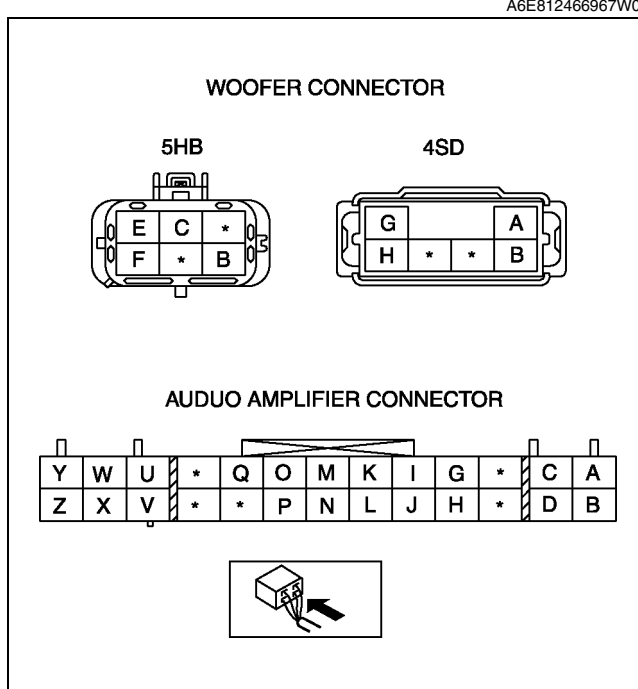 A6E812466967W0
WOOFER CONNECTOR
5HB 4SD
E C *
F * B
G A
H * * B
AUDUO AMPLIFIER CONNECTOR
Y W U * Q O M K I G * C A
Z X V * * P N L J H * D B